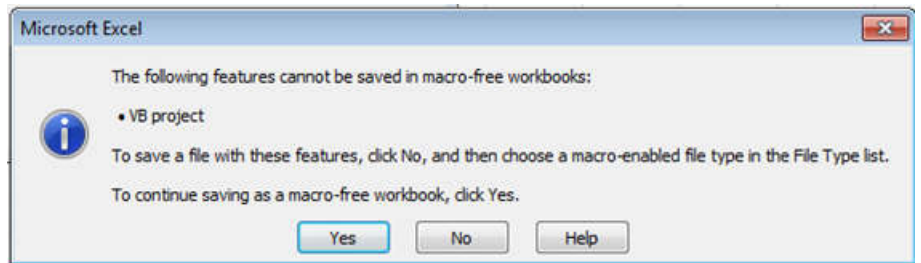 Microsoft Excel
The following features cannot be saved in macro-free workbooks:
• VB project
To save a file with these features, click No, and then choose a macro-enabled file type in the File Type list.
To continue saving as a macro-free workbook, click Yes.
Yes No Help